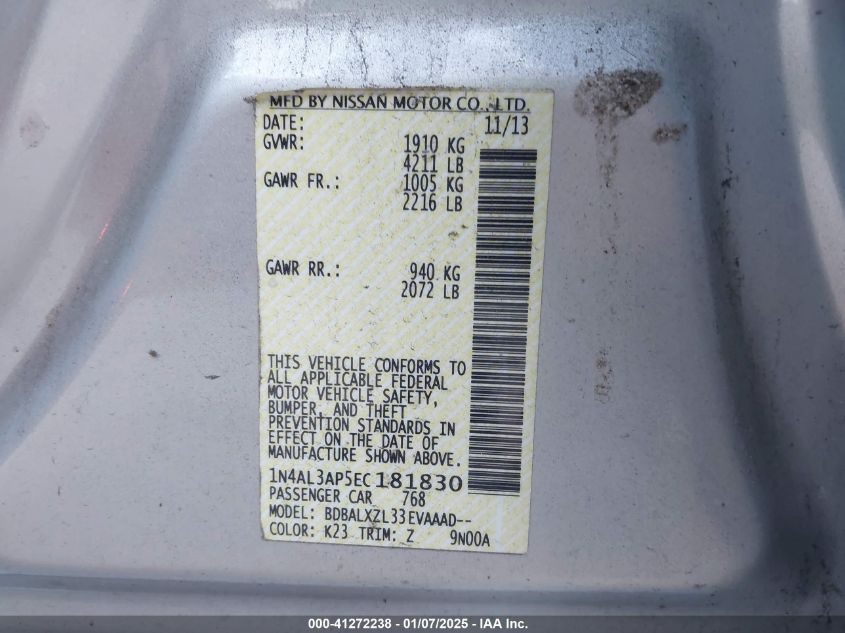 MFD BY NISSAN MOTOR CO., LTD.
DATE: 11/13
GVWR: 1910 KG
4211 LB
GAWR FR.: 1005 KG
2216 LB
GAWR RR.: 940 KG
2072 LB
THIS VEHICLE CONFORMS TO
ALL APPLICABLE FEDERAL
MOTOR VEHICLE SAFETY,
BUMPER, AND THEFT
PREVENTION STANDARDS IN
EFFECT ON THE DATE OF
MANUFACTURE SHOWN ABOVE.
1N4AL3AP5EC181830
PASSENGER CAR 768
MODEL: BDBALXZL33EVAAAD--
COLOR: K23 TRIM: Z 9N00A
000-41272238 - 01/07/2025 - IAA Inc.